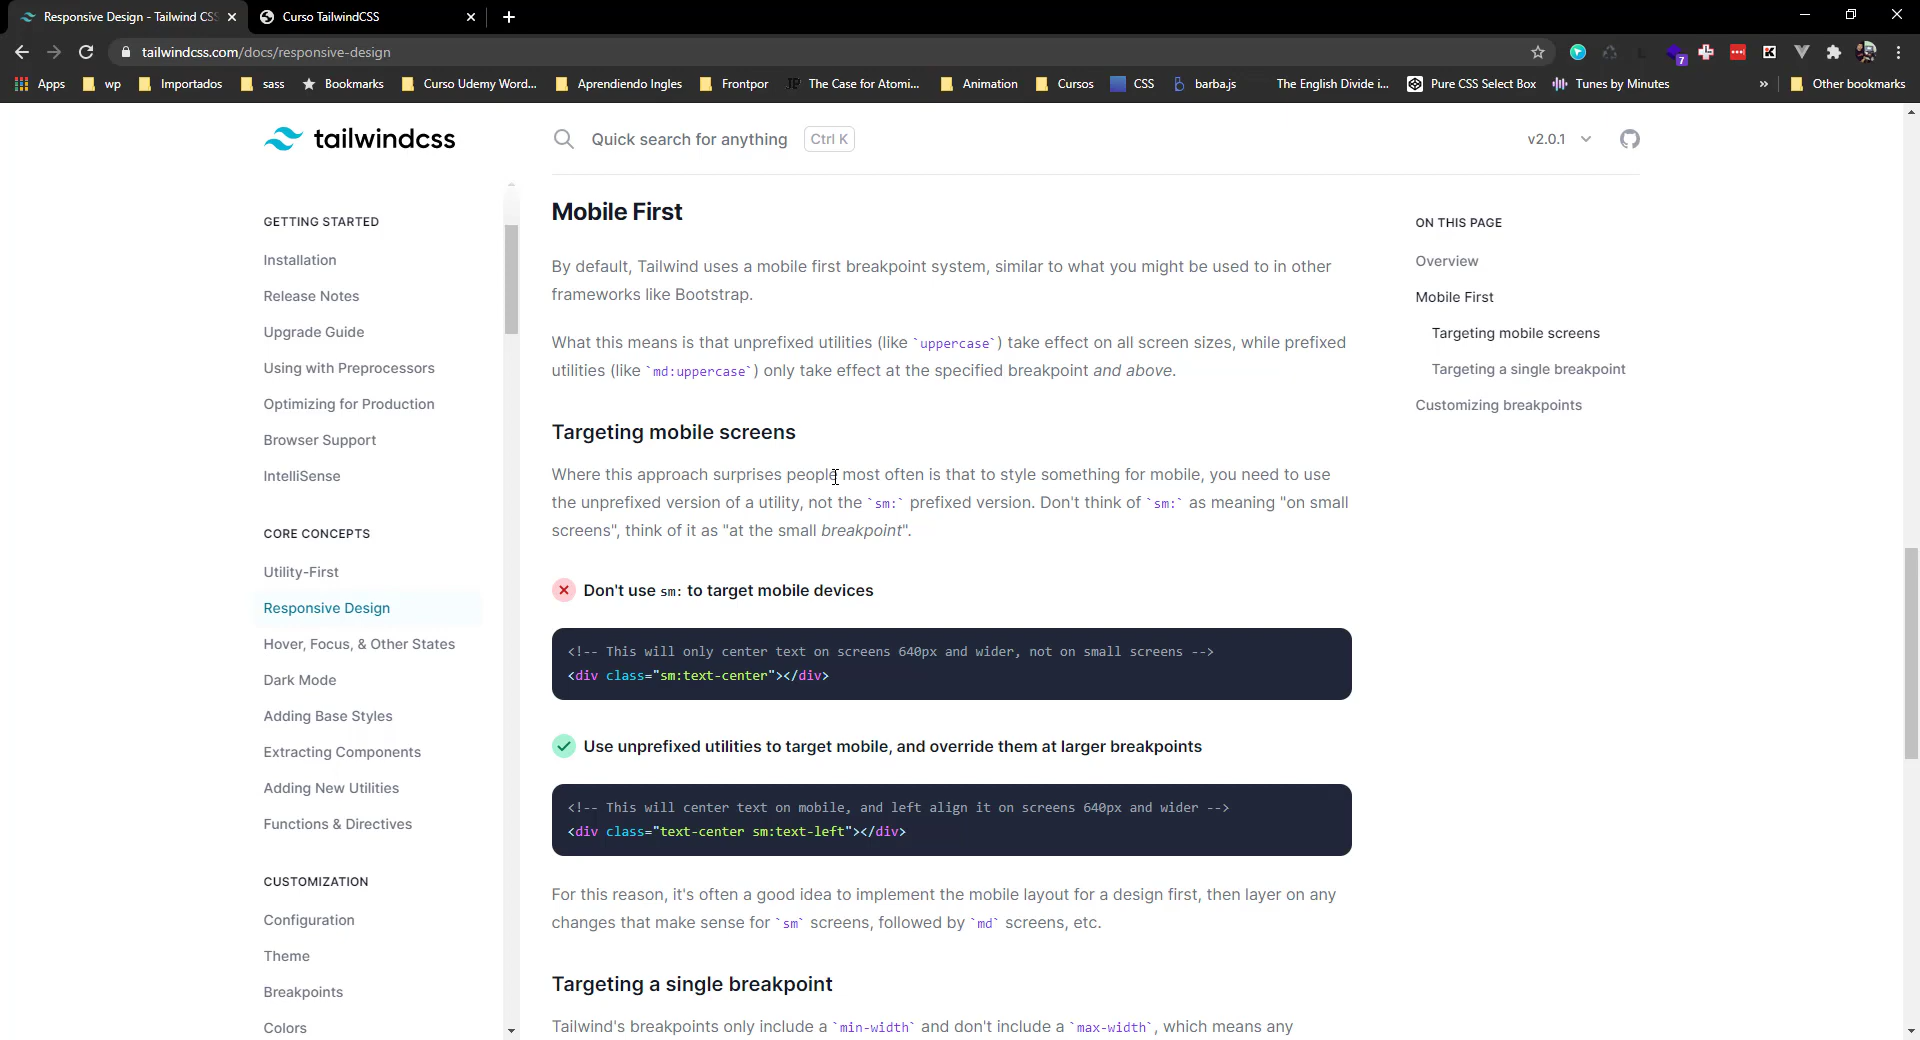 Responsive Design - Tailwind CSS
Curso TailwindCSS
tailwindcss.com/docs/responsive-design
7
Apps
wp
Importados
sass
Bookmarks
Curso Udemy Word...
Aprendiendo Ingles
Frontpor
The Case for Atomi...
Animation
Cursos
CSS
barba.js
The English Divide i...
Pure CSS Select Box
Tunes by Minutes
»
Other bookmarks
tailwindcss
Quick search for anything
Ctrl K
v2.0.1
GETTING STARTED
Installation
Release Notes
Upgrade Guide
Using with Preprocessors
Optimizing for Production
Browser Support
IntelliSense
CORE CONCEPTS
Utility-First
Responsive Design
Hover, Focus, & Other States
Dark Mode
Adding Base Styles
Extracting Components
Adding New Utilities
Functions & Directives
CUSTOMIZATION
Configuration
Theme
Breakpoints
Colors
Mobile First
By default, Tailwind uses a mobile first breakpoint system, similar to what you might be used to in other
frameworks like Bootstrap.
What this means is that unprefixed utilities (like `uppercase`) take effect on all screen sizes, while prefixed
utilities (like `md:uppercase`) only take effect at the specified breakpoint and above.
Targeting mobile screens
Where this approach surprises people most often is that to style something for mobile, you need to use
the unprefixed version of a utility, not the `sm:` prefixed version. Don't think of `sm:` as meaning "on small
screens", think of it as "at the small breakpoint".
Don't use sm: to target mobile devices
<!-- This will only center text on screens 640px and wider, not on small screens -->
<div class="sm:text-center"></div>
Use unprefixed utilities to target mobile, and override them at larger breakpoints
<!-- This will center text on mobile, and left align it on screens 640px and wider -->
<div class="text-center sm:text-left"></div>
For this reason, it's often a good idea to implement the mobile layout for a design first, then layer on any
changes that make sense for `sm` screens, followed by `md` screens, etc.
Targeting a single breakpoint
Tailwind's breakpoints only include a `min-width` and don't include a `max-width`, which means any
ON THIS PAGE
Overview
Mobile First
Targeting mobile screens
Targeting a single breakpoint
Customizing breakpoints